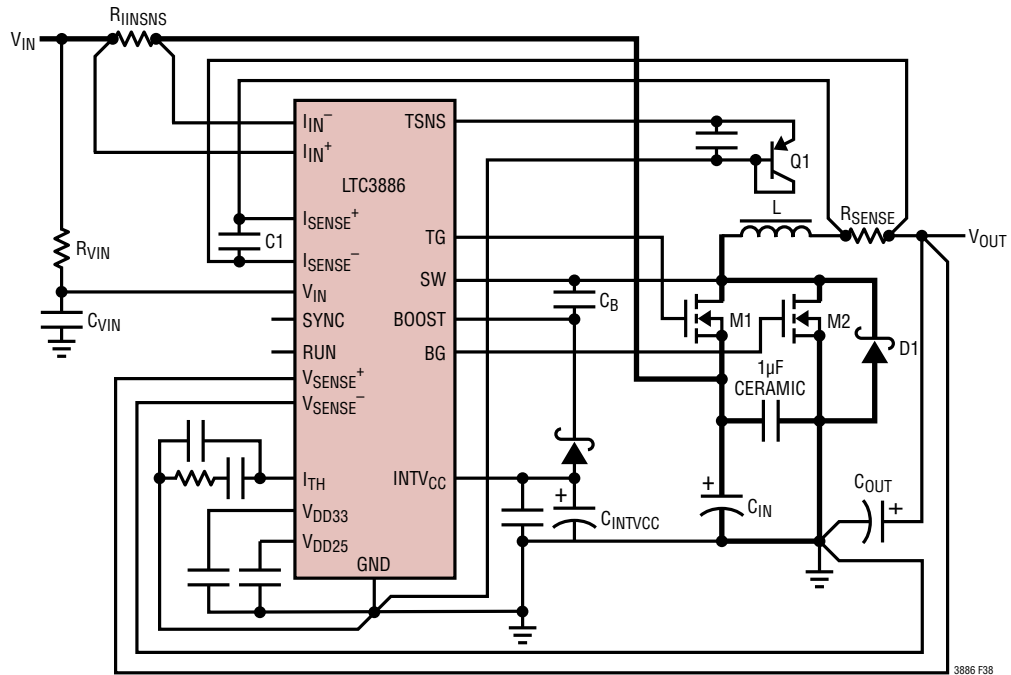 RIINSNS
VIN
IIN–
IIN+
LTC3886
ISENSE+
C1
ISENSE–
RVIN
VIN
CVIN
SYNC
RUN
VSENSE+
VSENSE–
ITH
VDD33
VDD25
GND
TSNS
TG
SW
BOOST
BG
INTVCC
Q1
L
RSENSE
VOUT
CB
M1
M2
D1
1µF
CERAMIC
+
CINTVCC
+
CIN
COUT
+
3886 F38